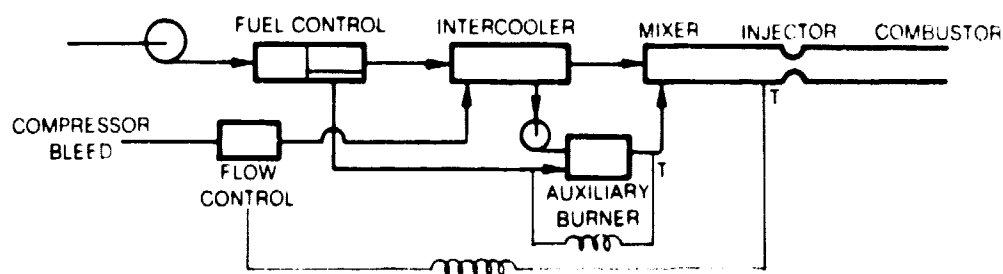 FUEL CONTROL
INTERCOOLER
MIXER
INJECTOR
COMBUSTOR
T
COMPRESSOR
BLEED
FLOW
CONTROL
T
AUXILIARY
BURNER